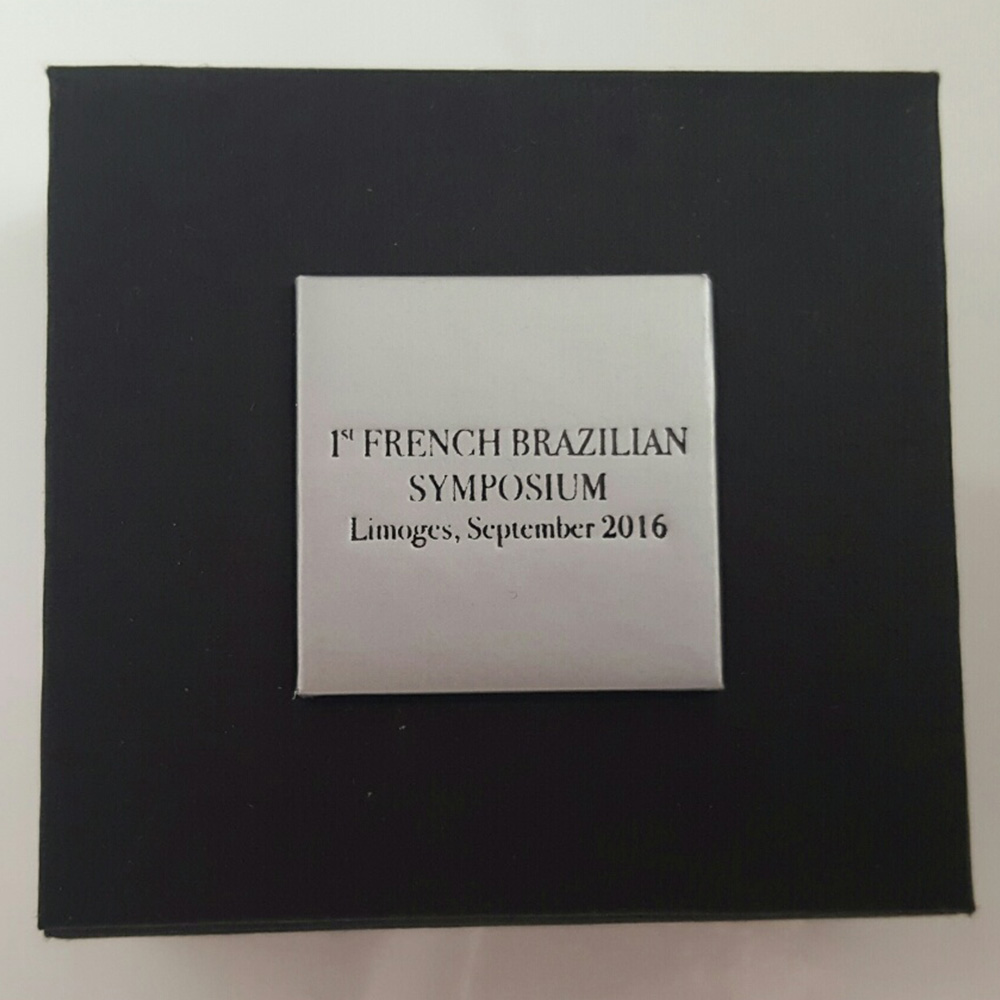 1st FRENCH BRAZILIAN
SYMPOSIUM
Limoges, September 2016